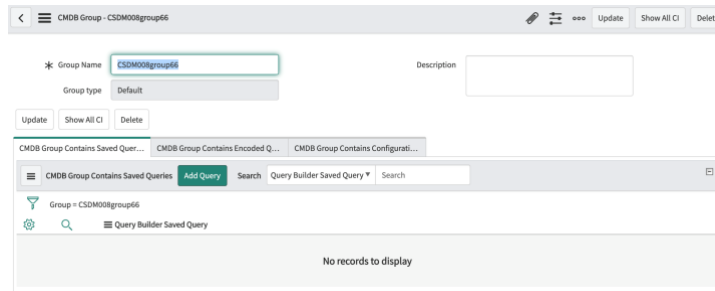 CMDB Group - CSDM008group66
Update Show All CI Delet
Group Name CSDM008group66 Description
Group type Default
Update Show All CI Delete
CMDB Group Contains Saved Quer... CMDB Group Contains Encoded Q... CMDB Group Contains Configurati...
CMDB Group Contains Saved Queries Add Query Search Query Builder Saved Query Search
Group = CSDM008group66
Query Builder Saved Query
No records to display